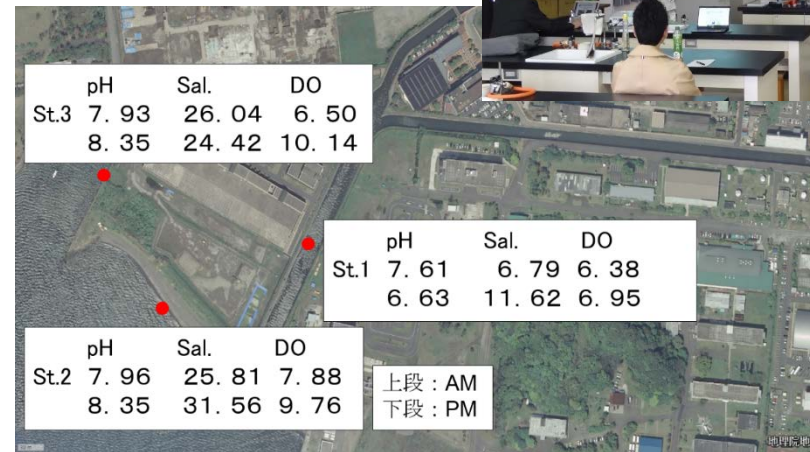 pH Sal. DO
St.3 7.93 26.04 6.50
8.35 24.42 10.14
pH Sal. DO
St.1 7.61 6.79 6.38
6.63 11.62 6.95
pH Sal. DO
St.2 7.96 25.81 7.88
8.35 31.56 9.76
上段：AM
下段：PM
地理院地